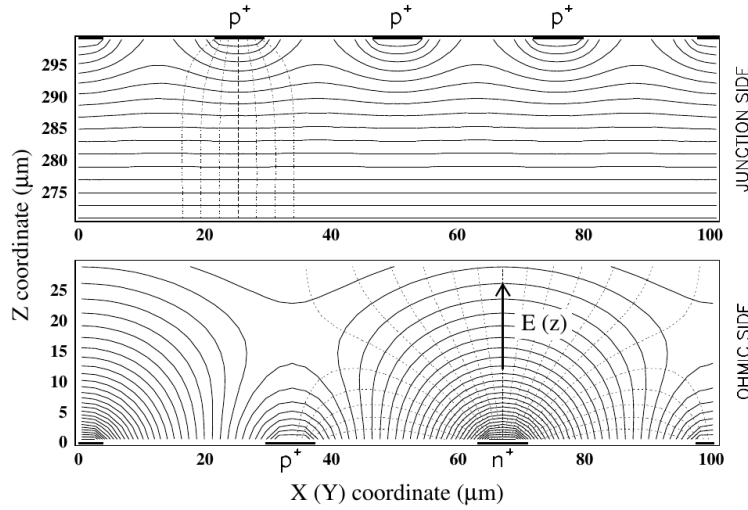 p+ p+ p+
295
290
285
280
275
0 20 40 60 80 100
JUNCTION SIDE
Z coordinate (μm)
25
20
15
10
5
0
E (z)
OHMIC SIDE
p+ n+
0 20 40 60 80 100
X (Y) coordinate (μm)